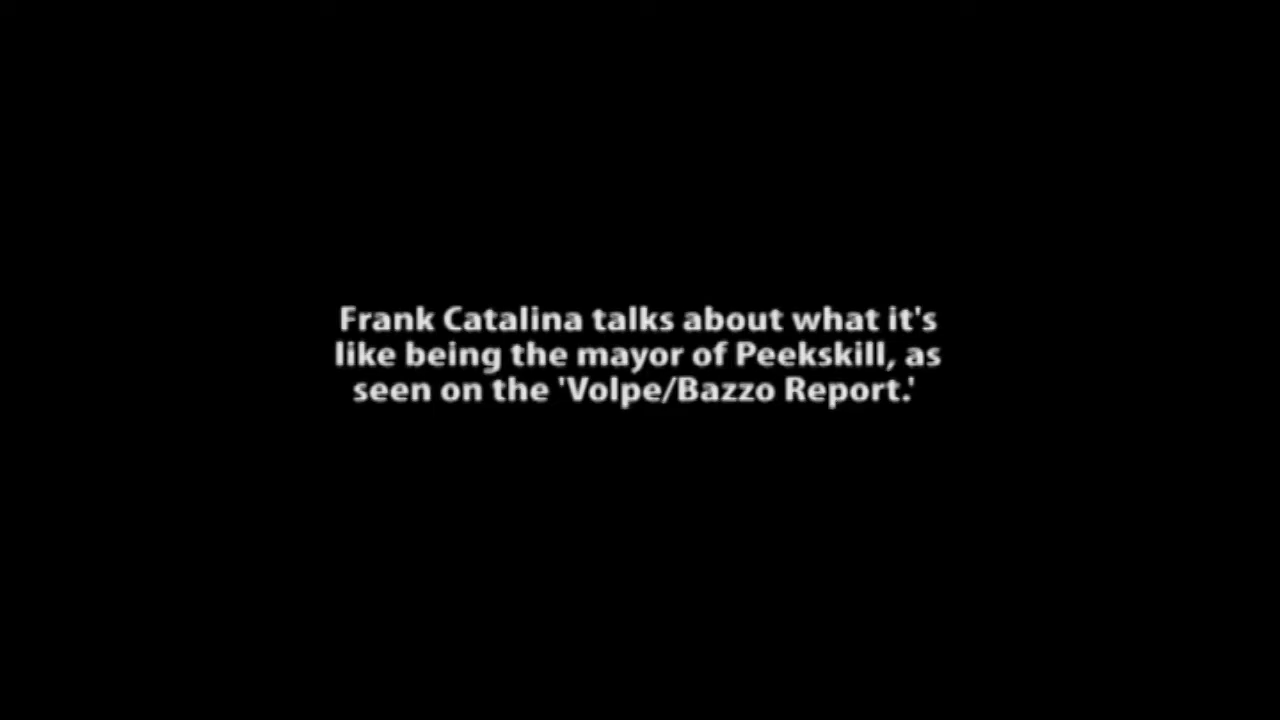 Frank Catalina talks about what it's
like being the mayor of Peekskill, as
seen on the 'Volpe/Bazzo Report.'